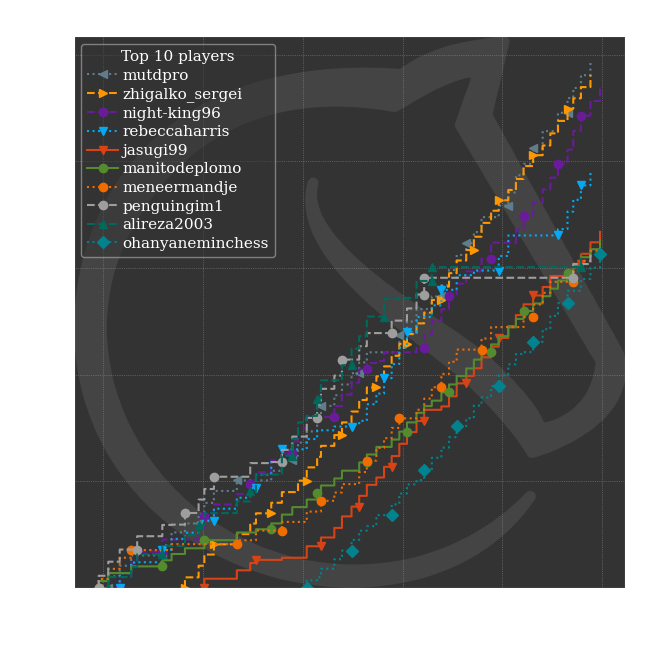 Top 10 players
mutdpro
zhigalko_sergei
night-king96
rebeccaharris
jasugi99
manitodeplomo
meneermandje
penguingim1
alireza2003
ohanyaneminchess